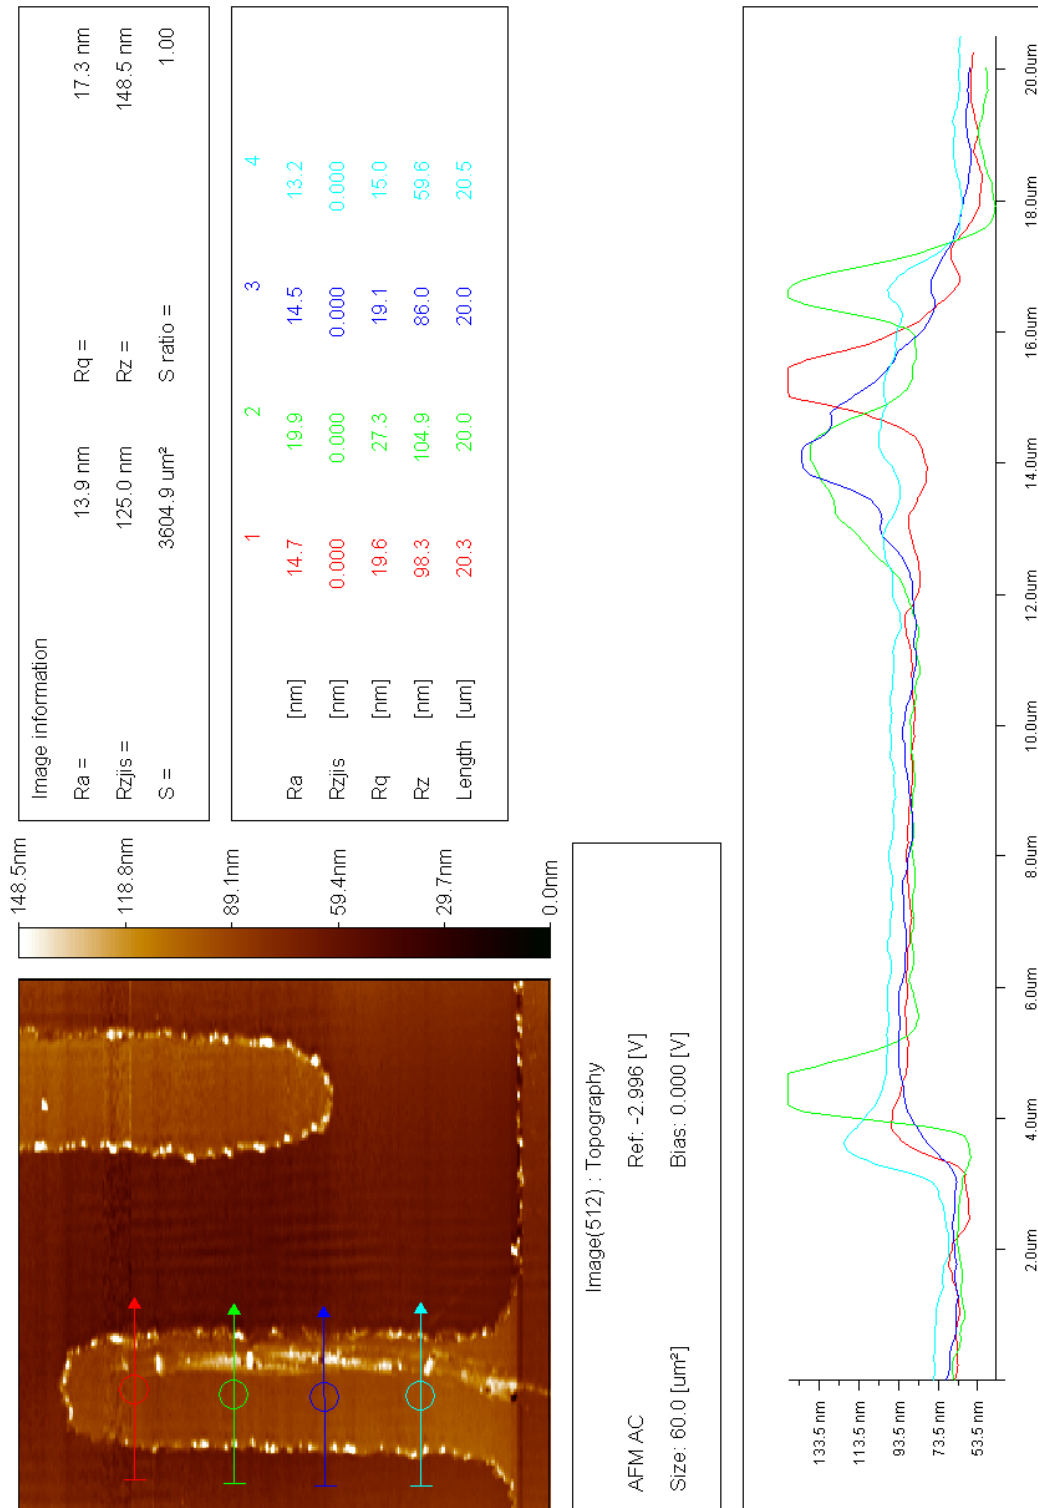 Image information
Ra = 13.9 nm Rq = 17.3 nm
Rzjis = 125.0 nm Rz = 148.5 nm
S = 3604.9 um² S ratio = 1.00
1 2 3 4
Ra [nm] 14.7 19.9 14.5 13.2
Rzjis [nm] 0.000 0.000 0.000 0.000
Rq [nm] 19.6 27.3 19.1 15.0
Rz [nm] 98.3 104.9 86.0 59.6
Length [um] 20.3 20.0 20.0 20.5
148.5nm
118.8nm
89.1nm
59.4nm
29.7nm
0.0nm
Image(512) : Topography
AFM AC Ref: -2.996 [V]
Size: 60.0 [um²] Bias: 0.000 [V]
133.5 nm
113.5 nm
93.5 nm
73.5 nm
53.5 nm
2.0um 4.0um 6.0um 8.0um 10.0um 12.0um 14.0um 16.0um 18.0um 20.0um